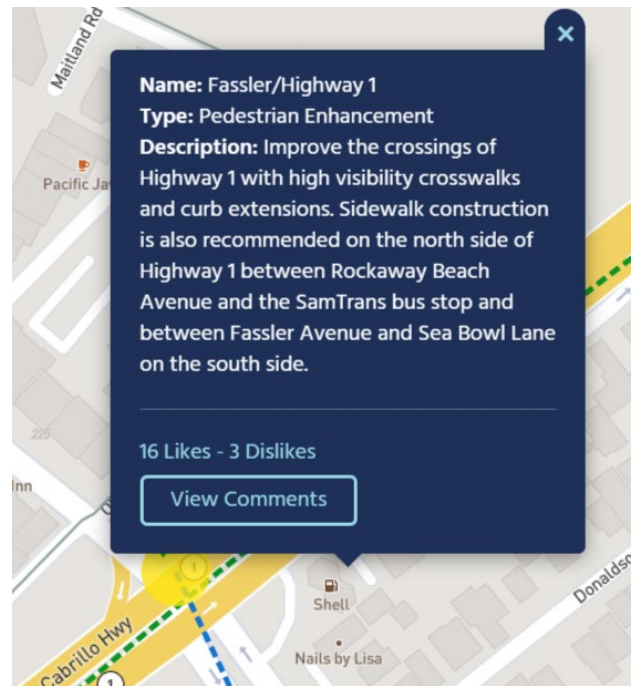 Maitland Rd
×
Name: Fassler/Highway 1
Type: Pedestrian Enhancement
Description: Improve the crossings of
Highway 1 with high visibility crosswalks
and curb extensions. Sidewalk construction
is also recommended on the north side of
Highway 1 between Rockaway Beach
Avenue and the SamTrans bus stop and
between Fassler Avenue and Sea Bowl Lane
on the south side.
16 Likes - 3 Dislikes
View Comments
Pacific Ja
225
Inn
1
Shell
Donaldso
Nails by Lisa
Cabrillo Hwy
1